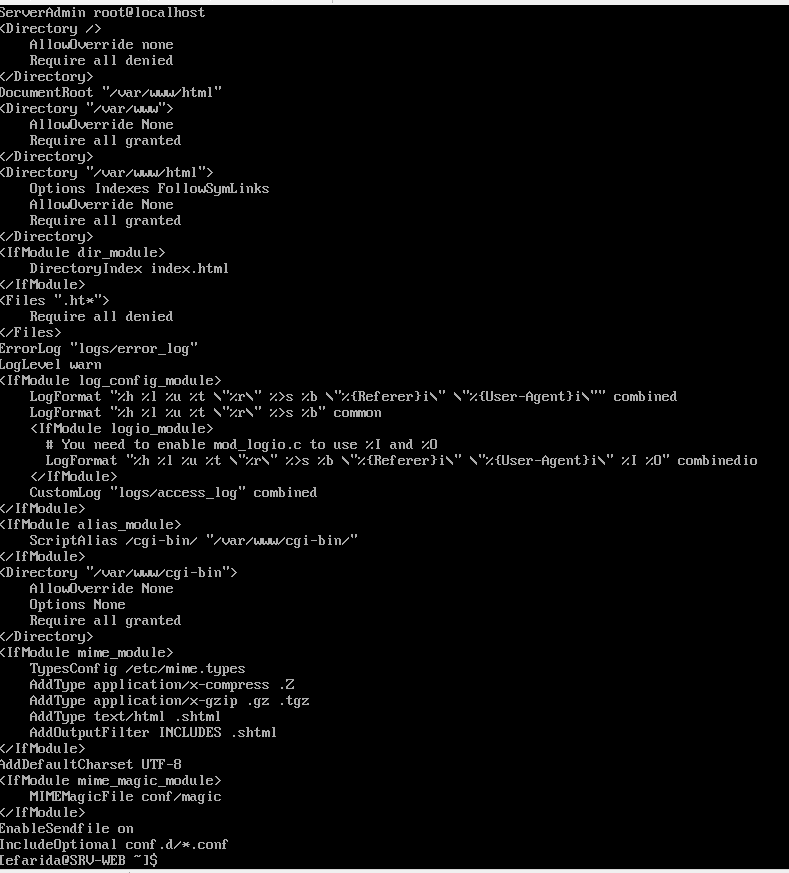 ServerAdmin root@localhost
<Directory />
    AllowOverride none
    Require all denied
</Directory>
DocumentRoot "/var/www/html"
<Directory "/var/www">
    AllowOverride None
    Require all granted
</Directory>
<Directory "/var/www/html">
    Options Indexes FollowSymLinks
    AllowOverride None
    Require all granted
</Directory>
<IfModule dir_module>
    DirectoryIndex index.html
</IfModule>
<Files ".ht*">
    Require all denied
</Files>
ErrorLog "logs/error_log"
LogLevel warn
<IfModule log_config_module>
    LogFormat "%h %l %u %t \"%r\" %>s %b \"%{Referer}i\" \"%{User-Agent}i\"" combined
    LogFormat "%h %l %u %t \"%r\" %>s %b" common
    <IfModule logio_module>
      # You need to enable mod_logio.c to use %I and %O
      LogFormat "%h %l %u %t \"%r\" %>s %b \"%{Referer}i\" \"%{User-Agent}i\" %I %O" combinedio
    </IfModule>
    CustomLog "logs/access_log" combined
</IfModule>
<IfModule alias_module>
    ScriptAlias /cgi-bin/ "/var/www/cgi-bin/"
</IfModule>
<Directory "/var/www/cgi-bin">
    AllowOverride None
    Options None
    Require all granted
</Directory>
<IfModule mime_module>
    TypesConfig /etc/mime.types
    AddType application/x-compress .Z
    AddType application/x-gzip .gz .tgz
    AddType text/html .shtml
    AddOutputFilter INCLUDES .shtml
</IfModule>
AddDefaultCharset UTF-8
<IfModule mime_magic_module>
    MIMEMagicFile conf/magic
</IfModule>
EnableSendfile on
IncludeOptional conf.d/*.conf
[efarida@SRV-WEB ~]$